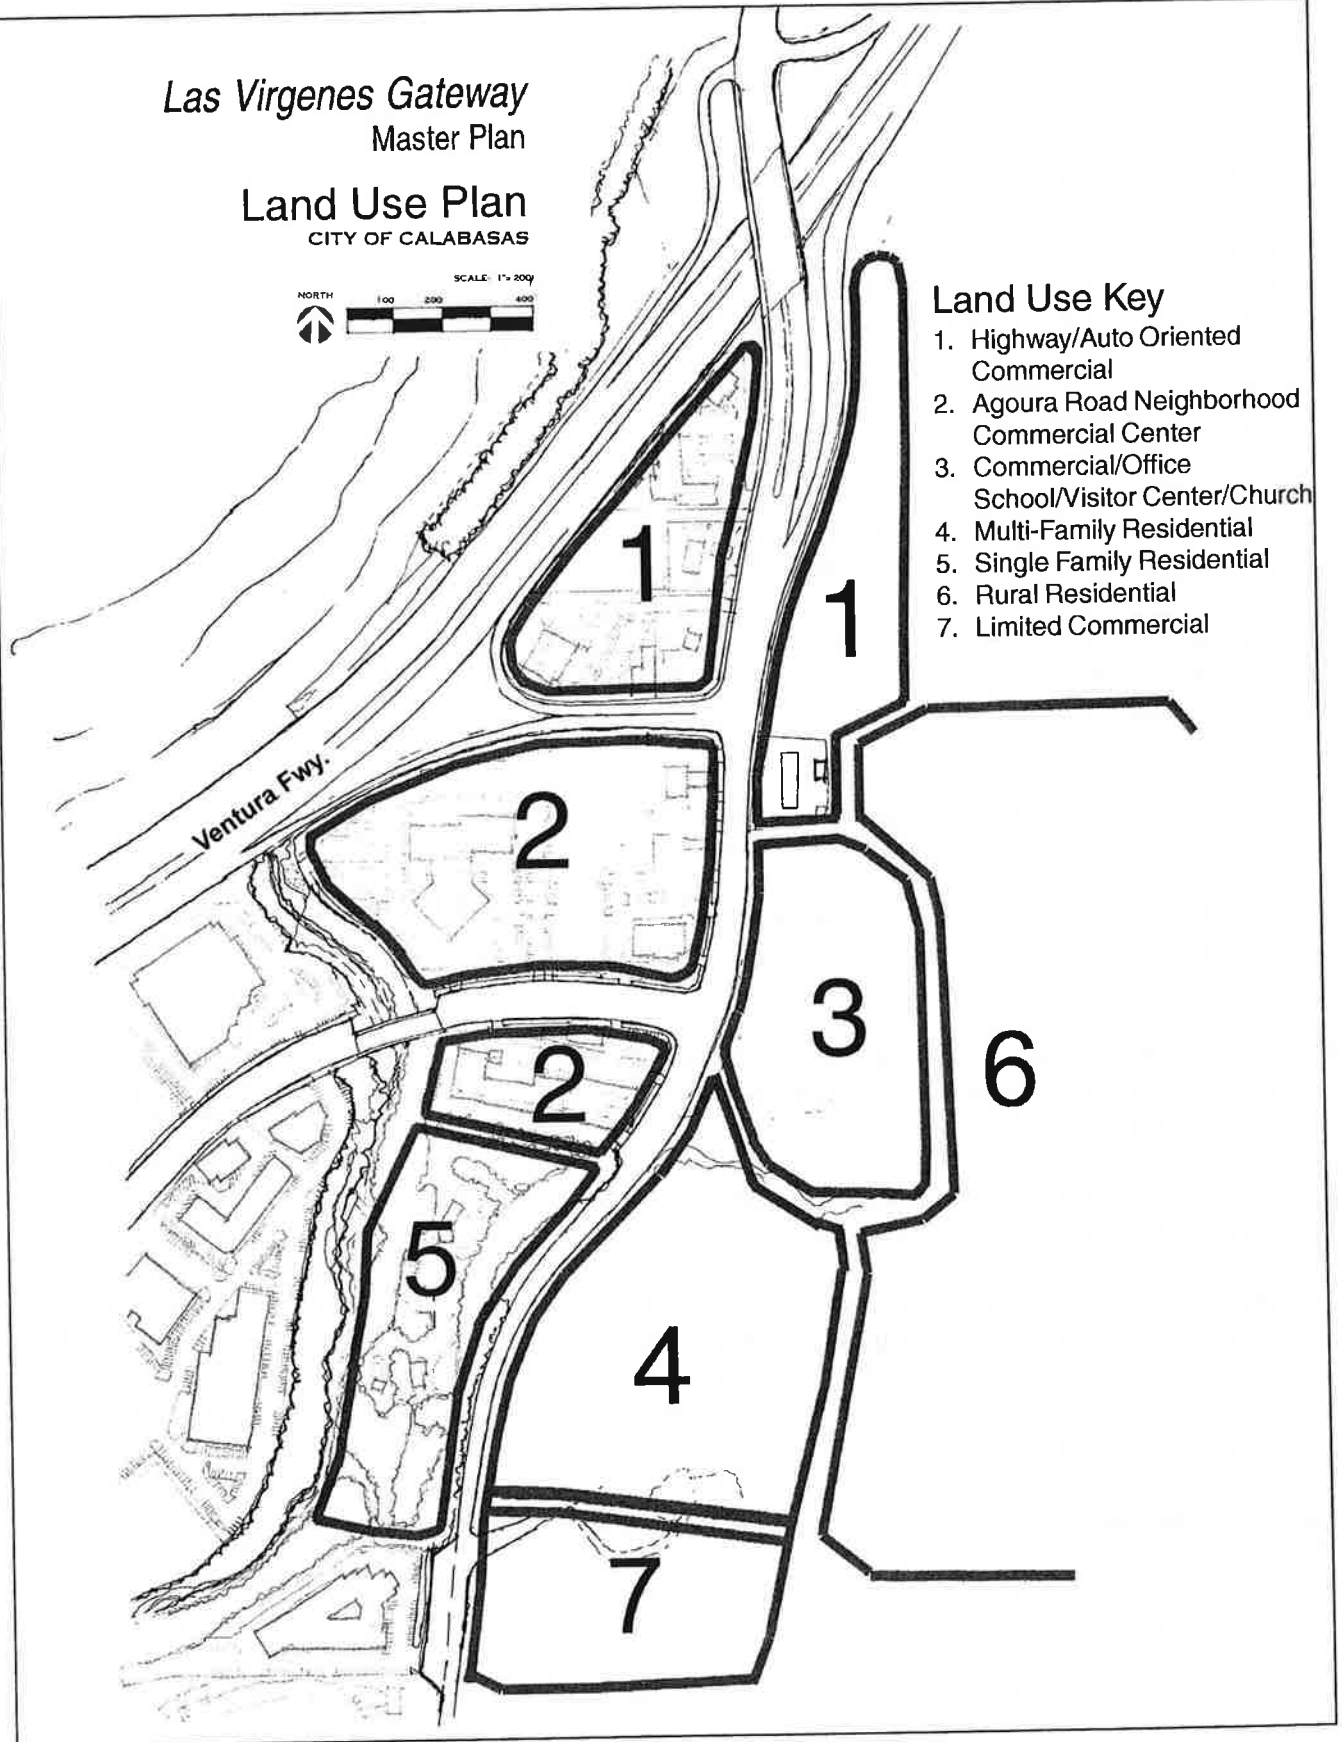 Las Virgenes Gateway
Master Plan
Land Use Plan
CITY OF CALABASAS
SCALE: 1"= 200'
NORTH
100 200 400
Land Use Key
1. Highway/Auto Oriented
Commercial
2. Agoura Road Neighborhood
Commercial Center
3. Commercial/Office
School/Visitor Center/Church
4. Multi-Family Residential
5. Single Family Residential
6. Rural Residential
7. Limited Commercial
1
1
Ventura Fwy.
2
3
6
2
5
4
7